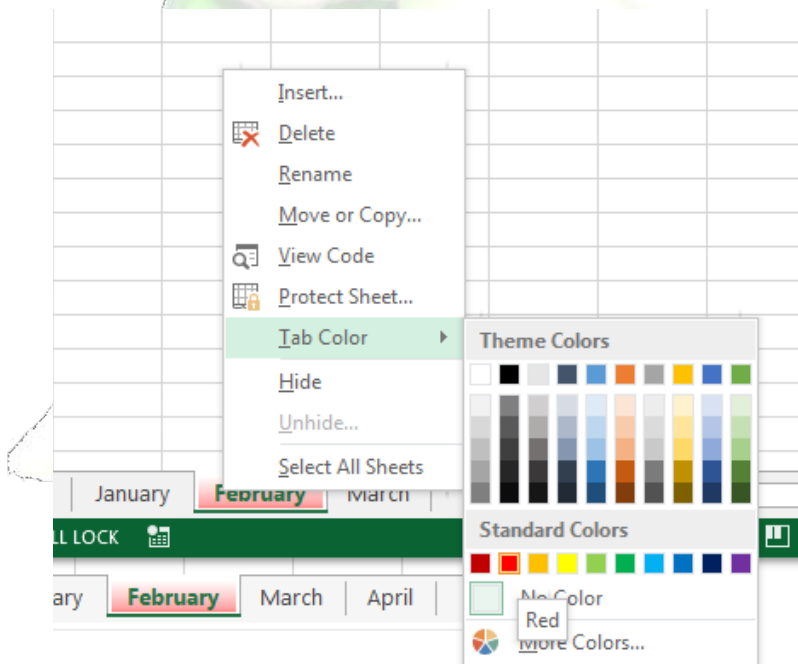 Insert...
Delete
Rename
Move or Copy...
View Code
Protect Sheet...
Tab Color
Theme Colors
Hide
Unhide...
Select All Sheets
January February March
Standard Colors
LL LOCK
ary February March April
No Color
Red
More Colors...